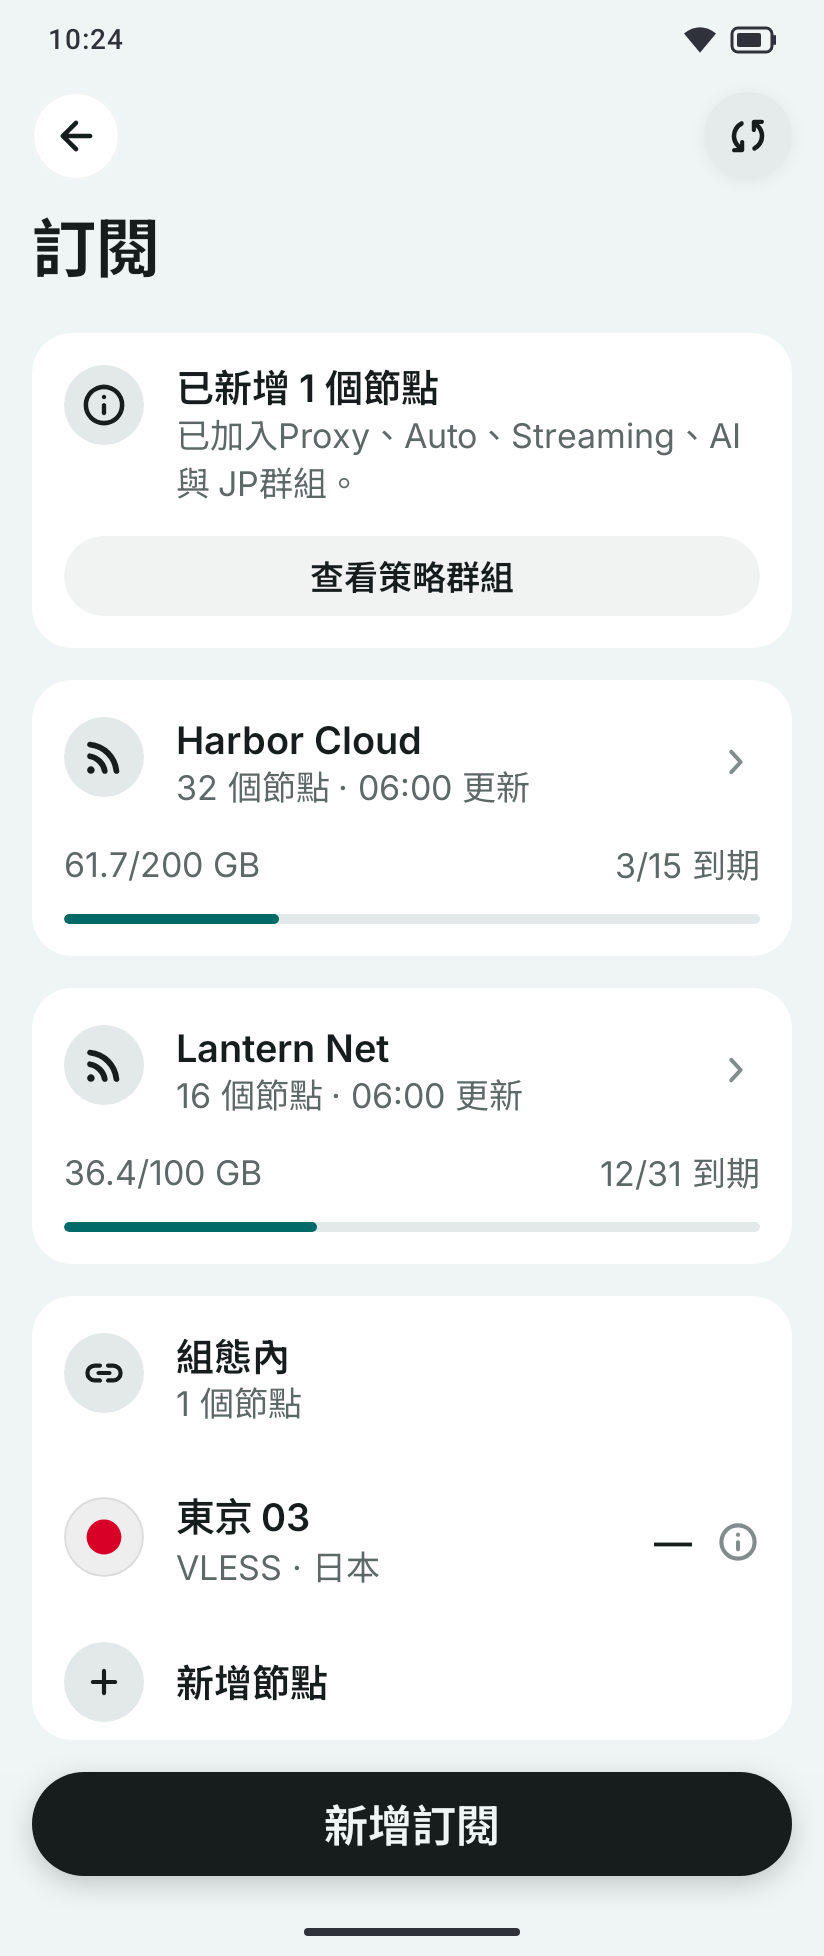 10:24
訂閱
已新增 1 個節點
已加入Proxy、Auto、Streaming、AI
與 JP群組。
查看策略群組
Harbor Cloud
32 個節點 · 06:00 更新
61.7/200 GB
3/15 到期
Lantern Net
16 個節點 · 06:00 更新
36.4/100 GB
12/31 到期
組態內
1 個節點
東京 03
VLESS · 日本
—
新增節點
新增訂閱